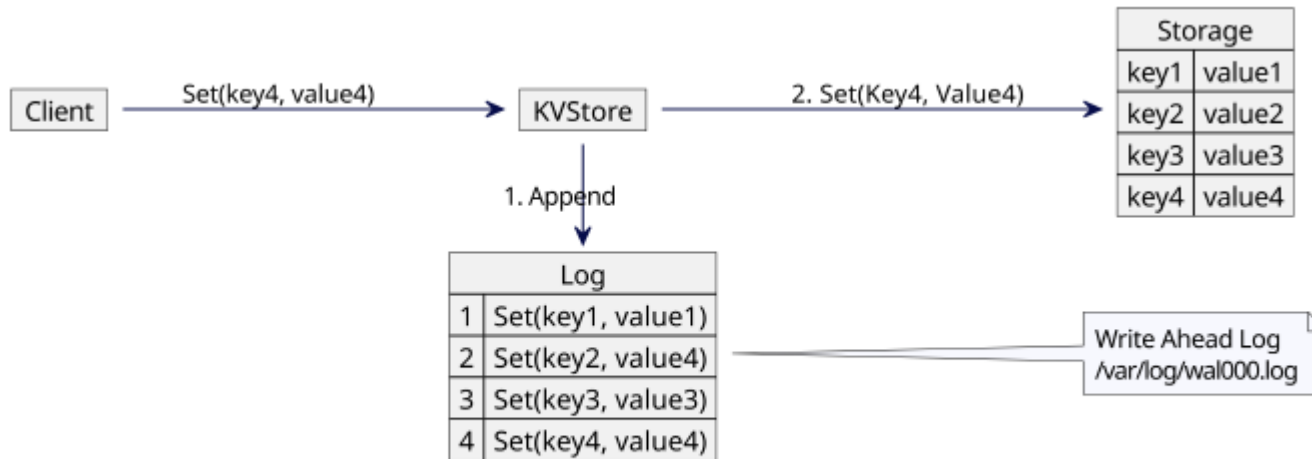 Client
Set(key4, value4)
KVStore
2. Set(Key4, Value4)
Storage
key1 value1
key2 value2
key3 value3
key4 value4
1. Append
Log
1 Set(key1, value1)
2 Set(key2, value4)
3 Set(key3, value3)
4 Set(key4, value4)
Write Ahead Log
/var/log/wal000.log